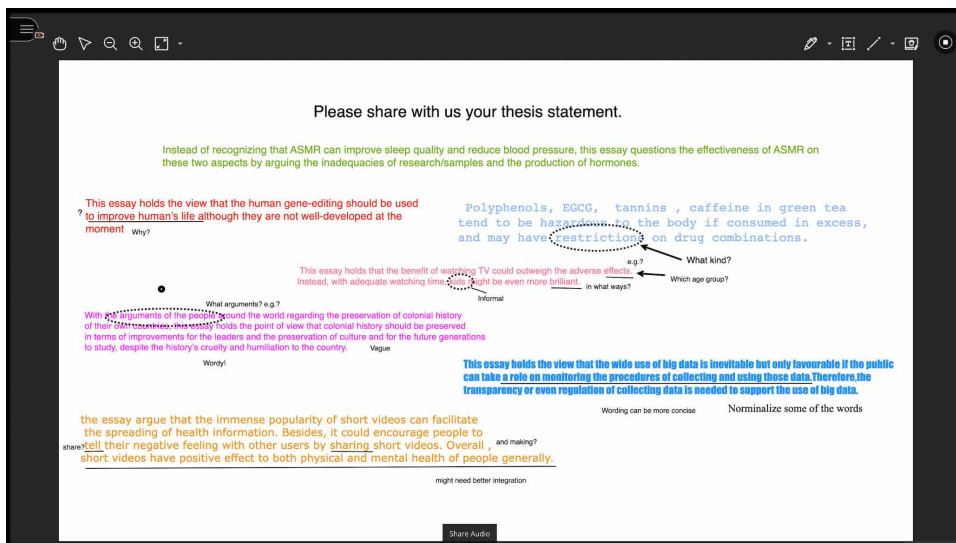 Please share with us your thesis statement.
Instead of recognizing that ASMR can improve sleep quality and reduce blood pressure, this essay questions the effectiveness of ASMR on
these two aspects by arguing the inadequacies of research/samples and the production of hormones.
This essay holds the view that the human gene-editing should be used
?
to improve human's life although they are not well-developed at the
moment
Why?
Polyphenols, EGCG, tannins , caffeine in green tea
tend to be hazardous to the body if consumed in excess,
and may have restrictions on drug combinations.
What kind?
e.g.?
This essay holds that the benefit of watching TV could outweigh the adverse effects.
Which age group?
Instead, with adequate watching time, kids might be even more brilliant.
in what ways?
Informal
What arguments? e.g.?
With the arguments of the people around the world regarding the preservation of colonial history
of their own countries, this essay holds the point of view that colonial history should be preserved
in terms of improvements for the leaders and the preservation of culture and for the future generations
to study, despite the history's cruelty and humiliation to the country.
Vague
Wordy!
This essay holds the view that the wide use of big data is inevitable but only favourable if the public
can take a role on monitoring the procedures of collecting and using those data.Therefore,the
transparency or even regulation of collecting data is needed to support the use of big data.
Wording can be more concise
Norminalize some of the words
the essay argue that the immense popularity of short videos can facilitate
the spreading of health information. Besides, it could encourage people to
share?
tell their negative feeling with other users by sharing short videos. Overall ,
and making?
short videos have positive effect to both physical and mental health of people generally.
might need better integration
Share Audio